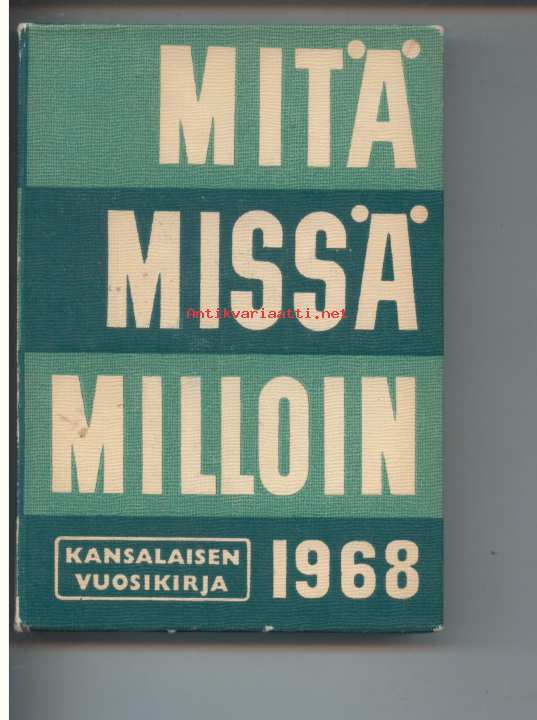 MITÄ
MISSÄ
Antikvariaatti.net
MILLOIN
KANSALAISEN
VUOSIKIRJA
1968